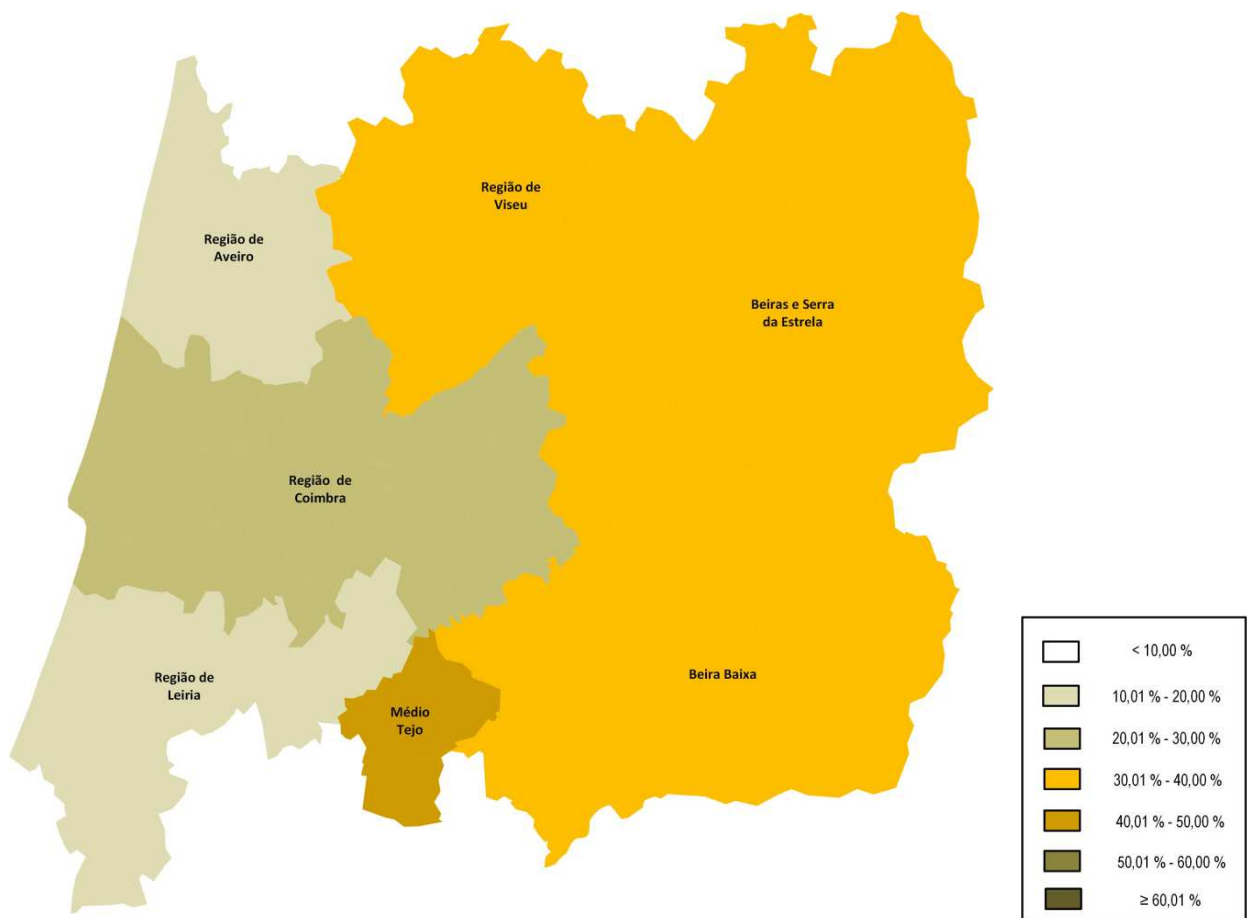 Região de
Viseu
Região de
Aveiro
Beiras e Serra
da Estrela
Região de
Coimbra
Região de
Leiria
Beira Baixa
Médio
Tejo
< 10,00 %
10,01 % - 20,00 %
20,01 % - 30,00 %
30,01 % - 40,00 %
40,01 % - 50,00 %
50,01 % - 60,00 %
≥ 60,01 %